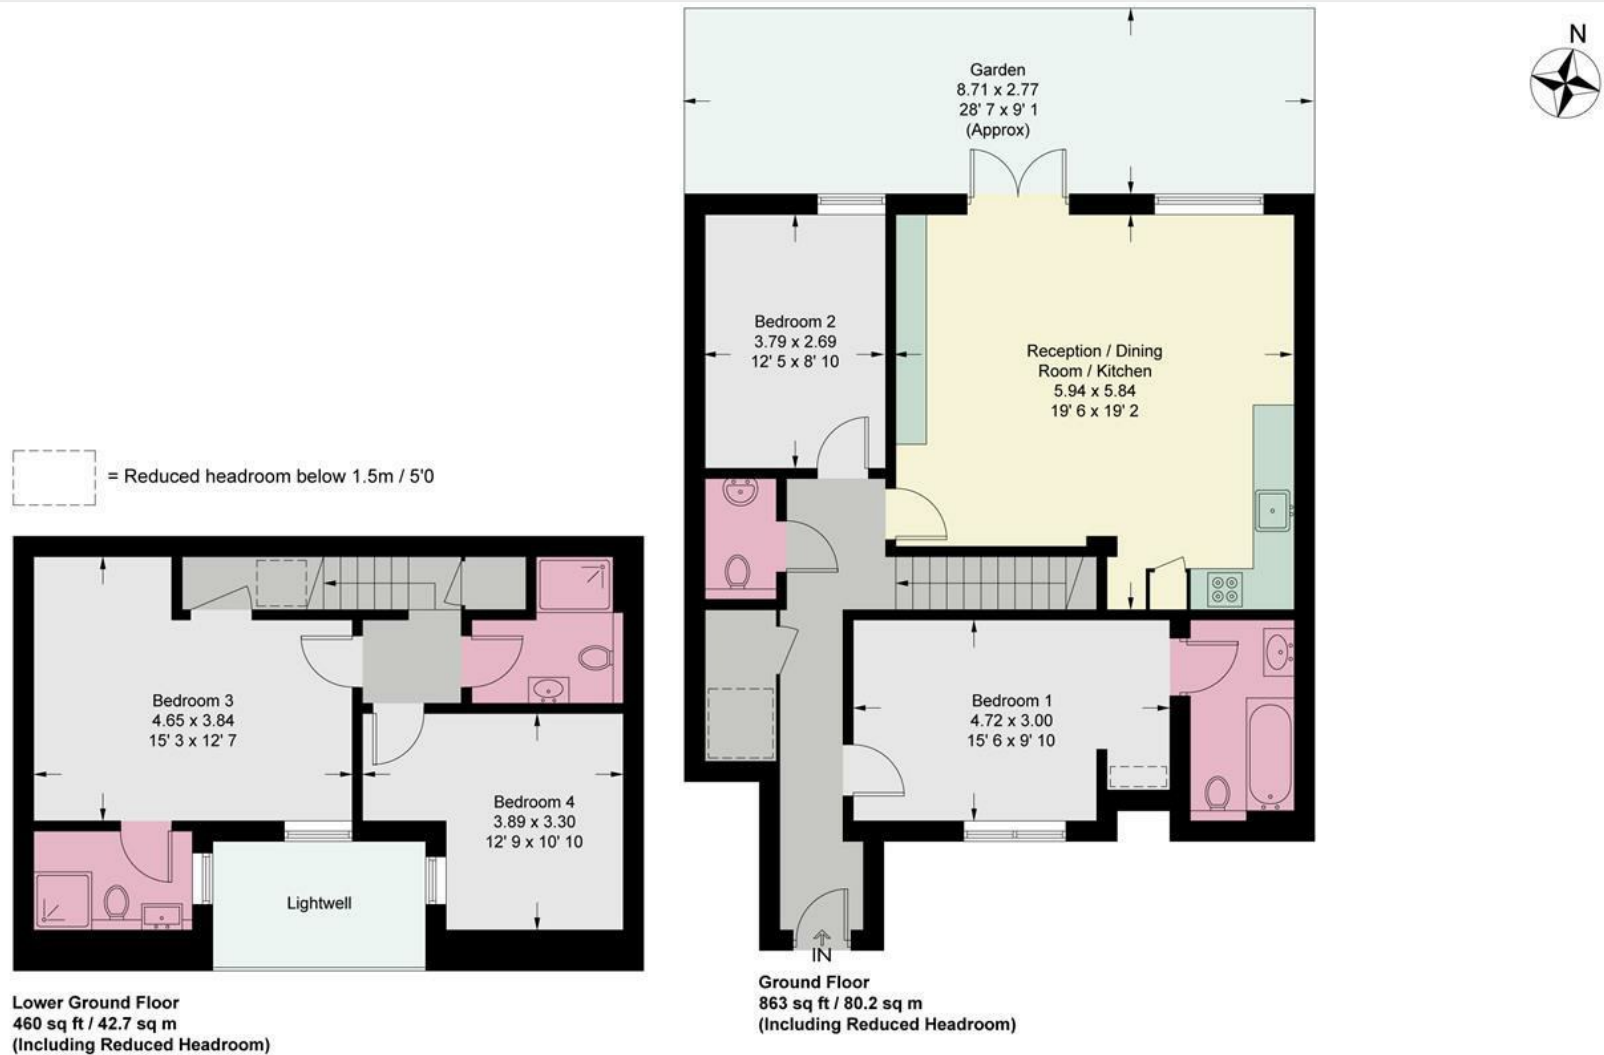 N
Garden
8.71 x 2.77
28' 7 x 9' 1
(Approx)
Bedroom 2
3.79 x 2.69
12' 5 x 8' 10
Reception / Dining
Room / Kitchen
5.94 x 5.84
19' 6 x 19' 2
= Reduced headroom below 1.5m / 5'0
Bedroom 3
4.65 x 3.84
15' 3 x 12' 7
Bedroom 4
3.89 x 3.30
12' 9 x 10' 10
Lightwell
Bedroom 1
4.72 x 3.00
15' 6 x 9' 10
IN
Lower Ground Floor
460 sq ft / 42.7 sq m
(Including Reduced Headroom)
Ground Floor
863 sq ft / 80.2 sq m
(Including Reduced Headroom)